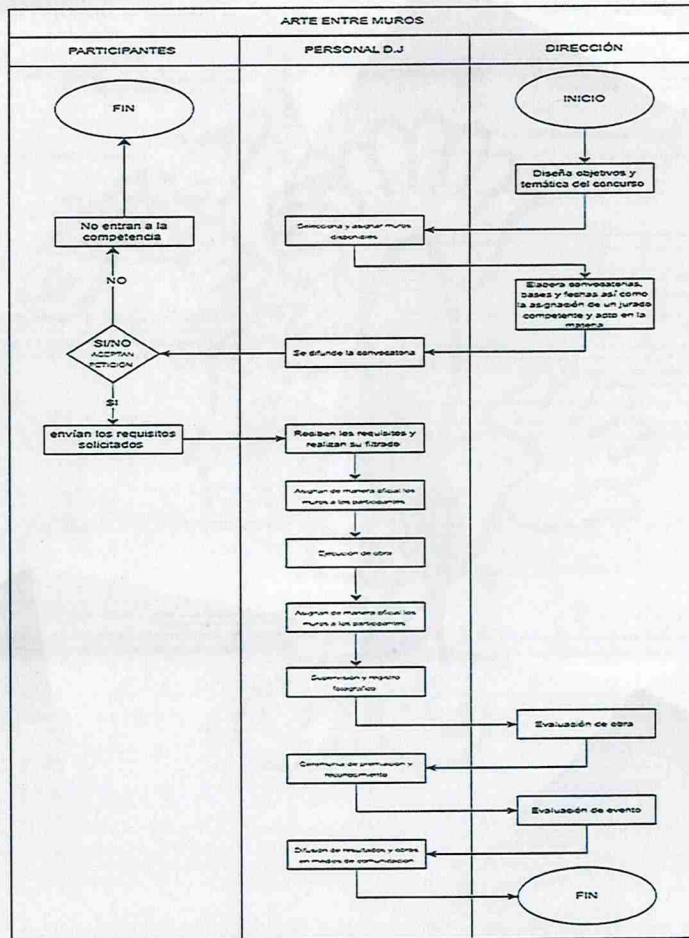 ARTE ENTRE MUROS
PARTICIPANTES
PERSONAL D.J
DIRECCIÓN
INICIO
Diseña objetivos y
temática del concurso
Selecciona y asignar muros
disponibles
Elabora convocatorias,
bases y fechas así como
la asignación de un jurado
competente y apto en la
materia
Se difunde la convocatoria
SI/NO
ACEPTAN
PETICION
NO
No entran a la
competencia
FIN
SI
envían los requisitos
solicitados
Reciben los requisitos y
realizan su filtrado
Asignan de manera oficial los
muros a los participantes
Ejecución de obra
Asignan de manera oficial los
muros a los participantes
Supervisión y registro
fotográfico
Evaluación de obra
Ceremonia de premiación y
reconocimiento
Evaluación de evento
Difusión de resultados y obras
en medios de comunicación
FIN